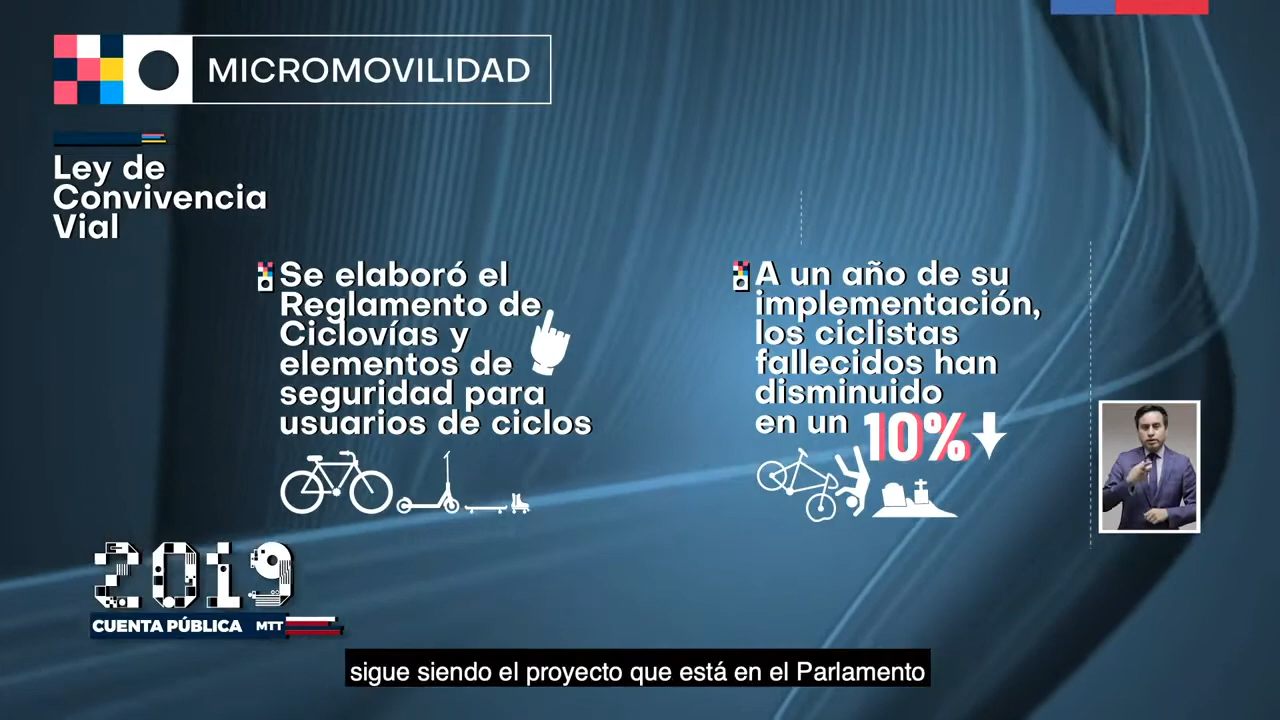 MICROMOVILIDAD
Ley de
Convivencia
Vial
Se elaboró el
Reglamento de
Ciclovías y
elementos de
seguridad para
usuarios de ciclos
A un año de su
implementación,
los ciclistas
fallecidos han
disminuido
en un 10%
2019
CUENTA PÚBLICA MTT
sigue siendo el proyecto que está en el Parlamento